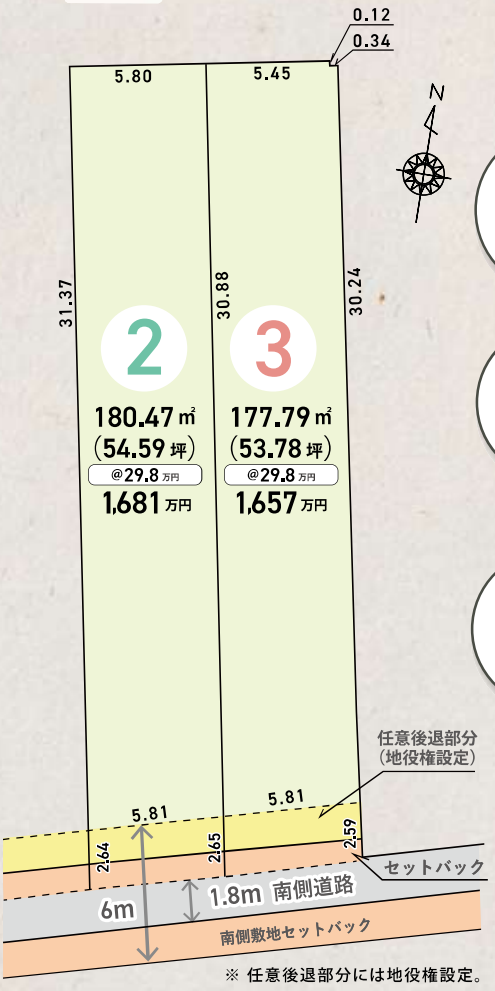 0.12
0.34
5.80
5.45
N
31.37
30.88
30.24
2
180.47㎡
(54.59坪)
@29.8万円
1,681万円
3
177.79㎡
(53.78坪)
@29.8万円
1,657万円
任意後退部分
(地役権設定)
5.81
5.81
2.64
2.65
2.59
セットバック
6m
1.8m 南側道路
南側敷地セットバック
※ 任意後退部分には地役権設定。